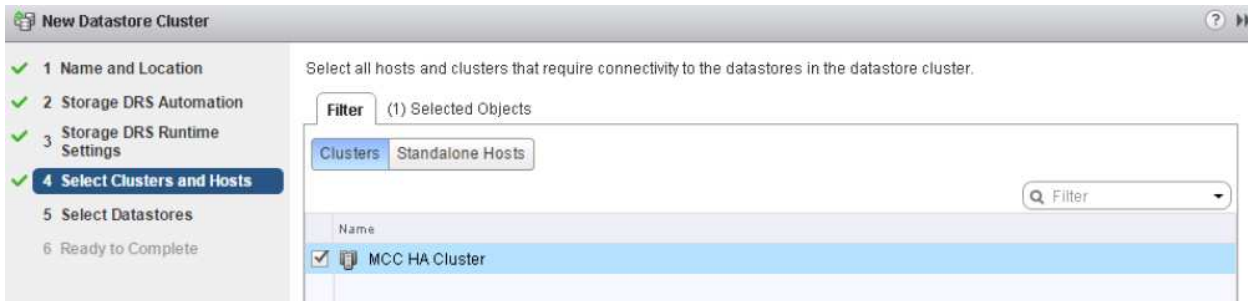 New Datastore Cluster
?
1 Name and Location
2 Storage DRS Automation
3 Storage DRS Runtime
Settings
4 Select Clusters and Hosts
5 Select Datastores
6 Ready to Complete
Select all hosts and clusters that require connectivity to the datastores in the datastore cluster.
Filter (1) Selected Objects
Clusters Standalone Hosts
Filter
Name
MCC HA Cluster